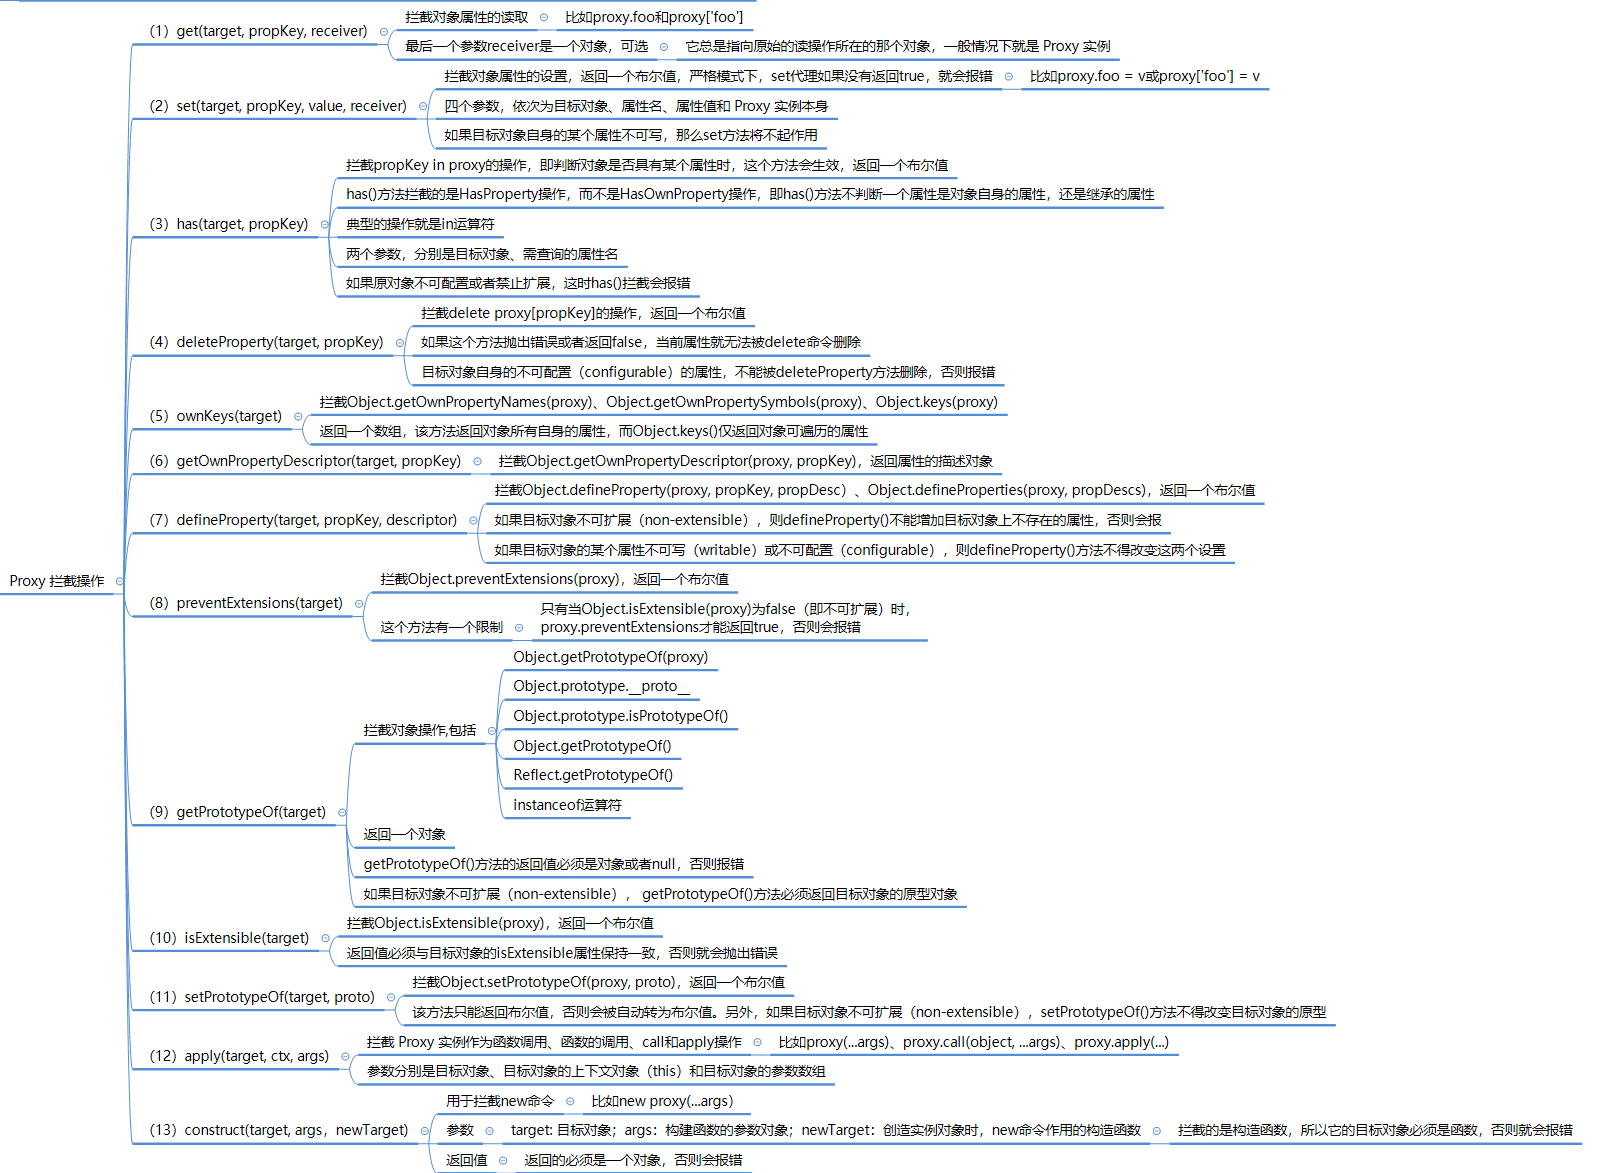 Proxy 拦截操作
（1）get(target, propKey, receiver)
拦截对象属性的读取
比如proxy.foo和proxy['foo']
最后一个参数receiver是一个对象，可选
它总是指向原始的读操作所在的那个对象，一般情况下就是 Proxy 实例
（2）set(target, propKey, value, receiver)
拦截对象属性的设置，返回一个布尔值，严格模式下，set代理如果没有返回true，就会报错
比如proxy.foo = v或proxy['foo'] = v
四个参数，依次为目标对象、属性名、属性值和 Proxy 实例本身
如果目标对象自身的某个属性不可写，那么set方法将不起作用
（3）has(target, propKey)
拦截propKey in proxy的操作，即判断对象是否具有某个属性时，这个方法会生效，返回一个布尔值
has()方法拦截的是HasProperty操作，而不是HasOwnProperty操作，即has()方法不判断一个属性是对象自身的属性，还是继承的属性
典型的操作就是in运算符
两个参数，分别是目标对象、需查询的属性名
如果原对象不可配置或者禁止扩展，这时has()拦截会报错
（4）deleteProperty(target, propKey)
拦截delete proxy[propKey]的操作，返回一个布尔值
如果这个方法抛出错误或者返回false，当前属性就无法被delete命令删除
目标对象自身的不可配置（configurable）的属性，不能被deleteProperty方法删除，否则报错
（5）ownKeys(target)
拦截Object.getOwnPropertyNames(proxy)、Object.getOwnPropertySymbols(proxy)、Object.keys(proxy)
返回一个数组，该方法返回对象所有自身的属性，而Object.keys()仅返回对象可遍历的属性
（6）getOwnPropertyDescriptor(target, propKey)
拦截Object.getOwnPropertyDescriptor(proxy, propKey)，返回属性的描述对象
（7）defineProperty(target, propKey, descriptor)
拦截Object.defineProperty(proxy, propKey, propDesc）、Object.defineProperties(proxy, propDescs)，返回一个布尔值
如果目标对象不可扩展（non-extensible），则defineProperty()不能增加目标对象上不存在的属性，否则会报
如果目标对象的某个属性不可写（writable）或不可配置（configurable），则defineProperty()方法不得改变这两个设置
（8）preventExtensions(target)
拦截Object.preventExtensions(proxy)，返回一个布尔值
这个方法有一个限制
只有当Object.isExtensible(proxy)为false（即不可扩展）时，
proxy.preventExtensions才能返回true，否则会报错
（9）getPrototypeOf(target)
拦截对象操作,包括
Object.getPrototypeOf(proxy)
Object.prototype.__proto__
Object.prototype.isPrototypeOf()
Object.getPrototypeOf()
Reflect.getPrototypeOf()
instanceof运算符
返回一个对象
getPrototypeOf()方法的返回值必须是对象或者null，否则报错
如果目标对象不可扩展（non-extensible）， getPrototypeOf()方法必须返回目标对象的原型对象
（10）isExtensible(target)
拦截Object.isExtensible(proxy)，返回一个布尔值
返回值必须与目标对象的isExtensible属性保持一致，否则就会抛出错误
（11）setPrototypeOf(target, proto)
拦截Object.setPrototypeOf(proxy, proto)，返回一个布尔值
该方法只能返回布尔值，否则会被自动转为布尔值。另外，如果目标对象不可扩展（non-extensible），setPrototypeOf()方法不得改变目标对象的原型
（12）apply(target, ctx, args)
拦截 Proxy 实例作为函数调用、函数的调用、call和apply操作
比如proxy(...args)、proxy.call(object, ...args)、proxy.apply(...)
参数分别是目标对象、目标对象的上下文对象（this）和目标对象的参数数组
（13）construct(target, args，newTarget)
用于拦截new命令
比如new proxy(...args）
参数
target: 目标对象；args：构建函数的参数对象；newTarget：创造实例对象时，new命令作用的构造函数
拦截的是构造函数，所以它的目标对象必须是函数，否则就会报错
返回值
返回的必须是一个对象，否则会报错